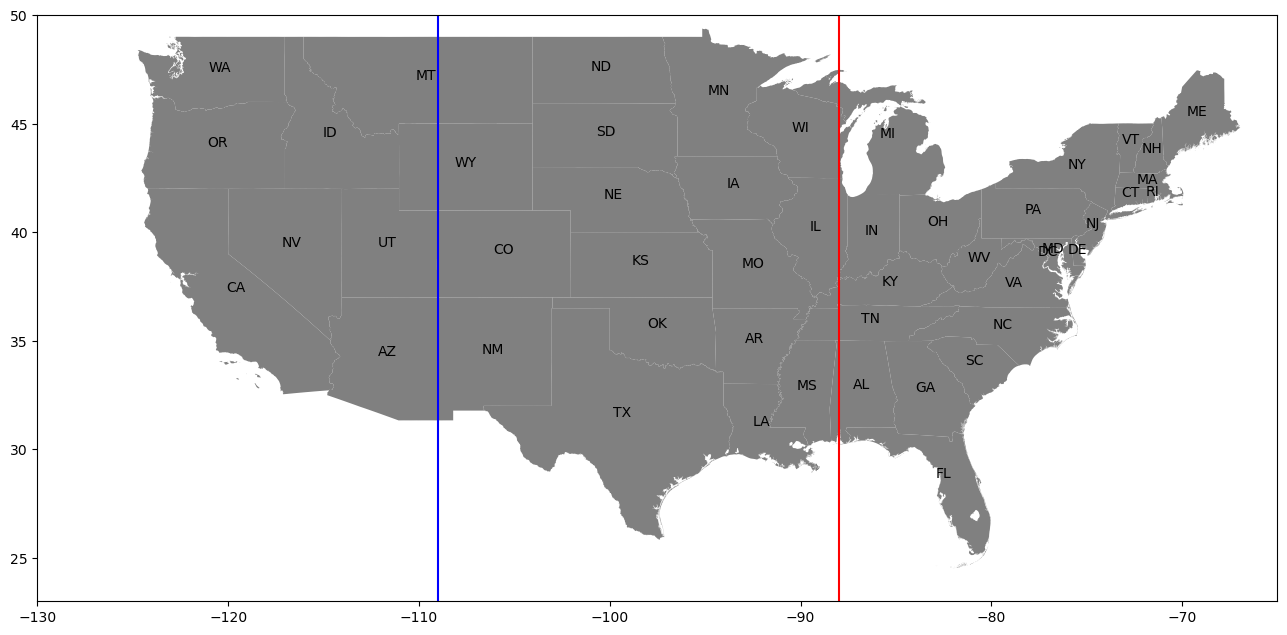 50
45
40
35
30
25
−130
−120
−110
−100
−90
−80
−70
WA
MT
ND
MN
ME
OR
ID
SD
WI
MI
VT
NH
WY
NE
IA
NY
MA
CT
RI
NV
UT
CO
KS
MO
IL
IN
OH
PA
NJ
WV
DC
MD
DE
CA
KY
VA
AZ
NM
OK
AR
TN
NC
SC
TX
LA
MS
AL
GA
FL